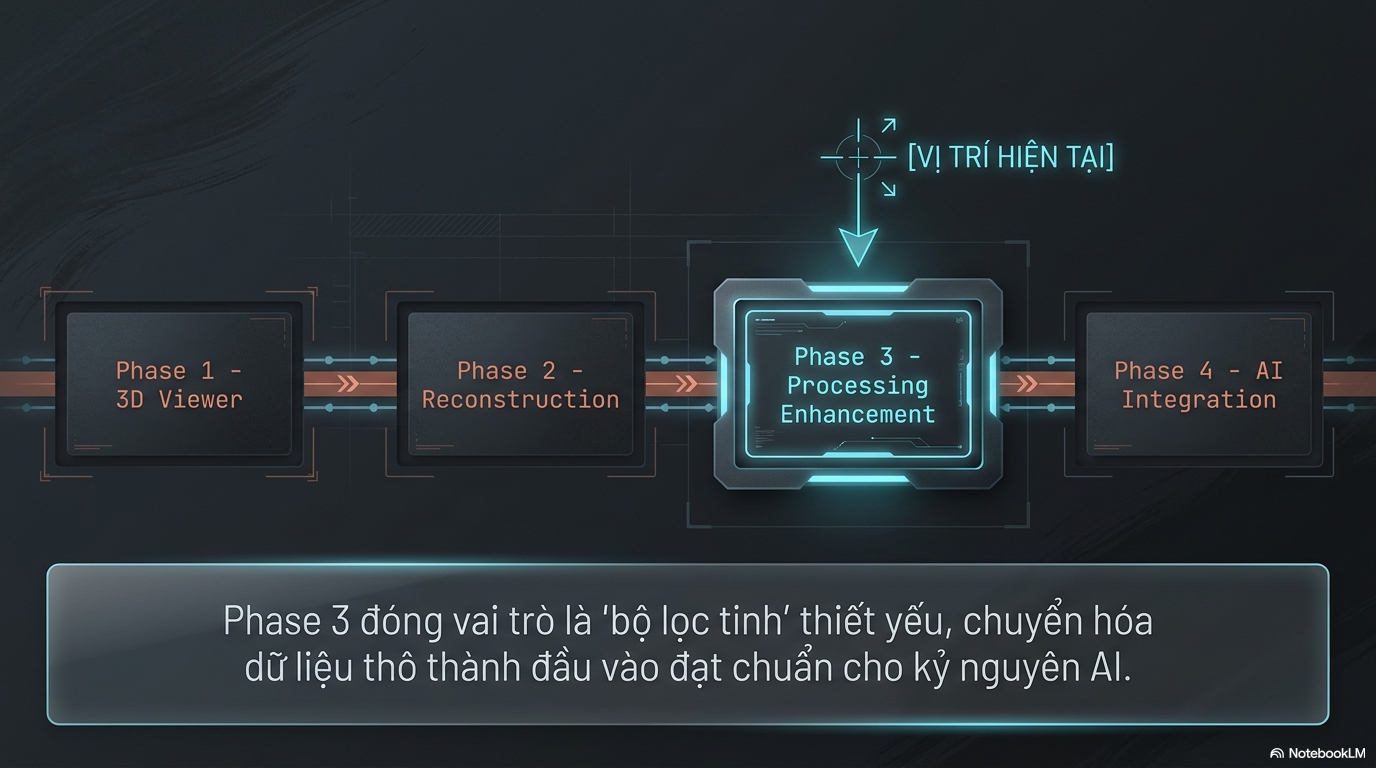 [VỊ TRÍ HIỆN TẠI]
Phase 1 -
3D Viewer
Phase 2 -
Reconstruction
Phase 3 -
Processing
Enhancement
Phase 4 - AI
Integration
Phase 3 đóng vai trò là ‘bộ lọc tinh’ thiết yếu, chuyển hóa
dữ liệu thô thành đầu vào đạt chuẩn cho kỷ nguyên AI.
NotebookLM